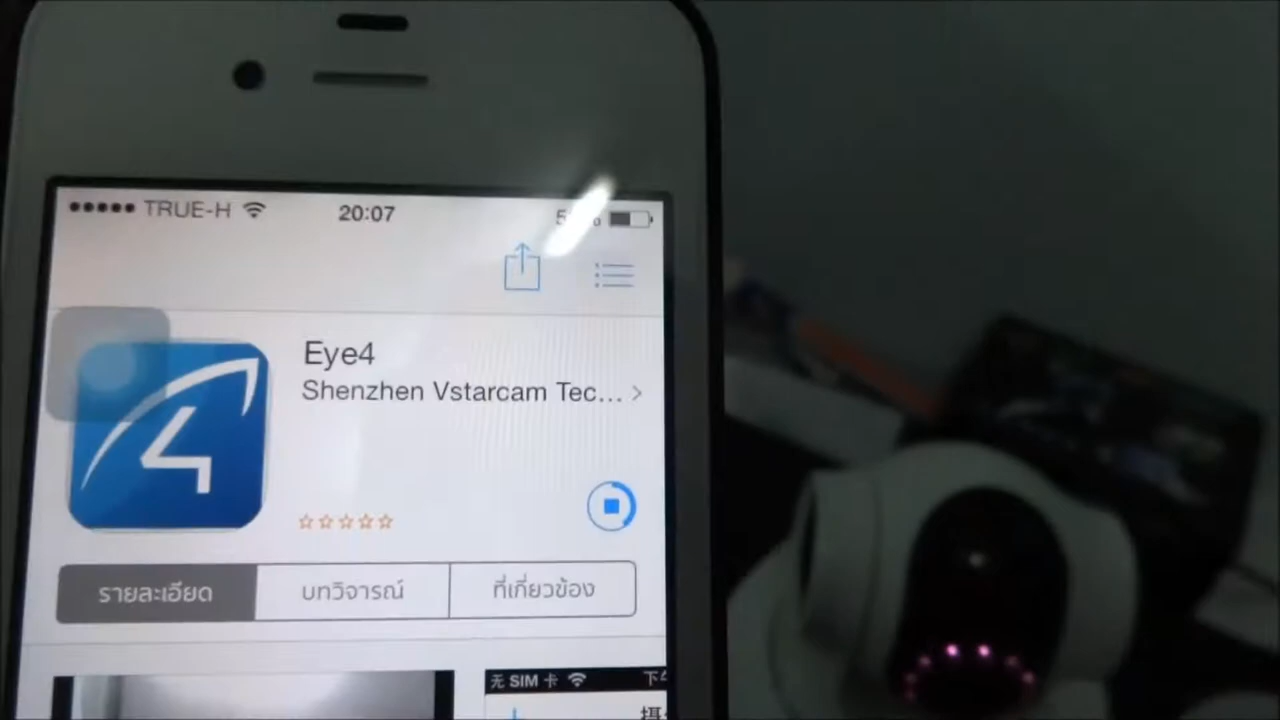 TRUE-H
20:07
Eye4
Shenzhen Vstarcam Tec...
4
รายละเอียด
บทวิจารณ์
ที่เกี่ยวข้อง
无 SIM 卡